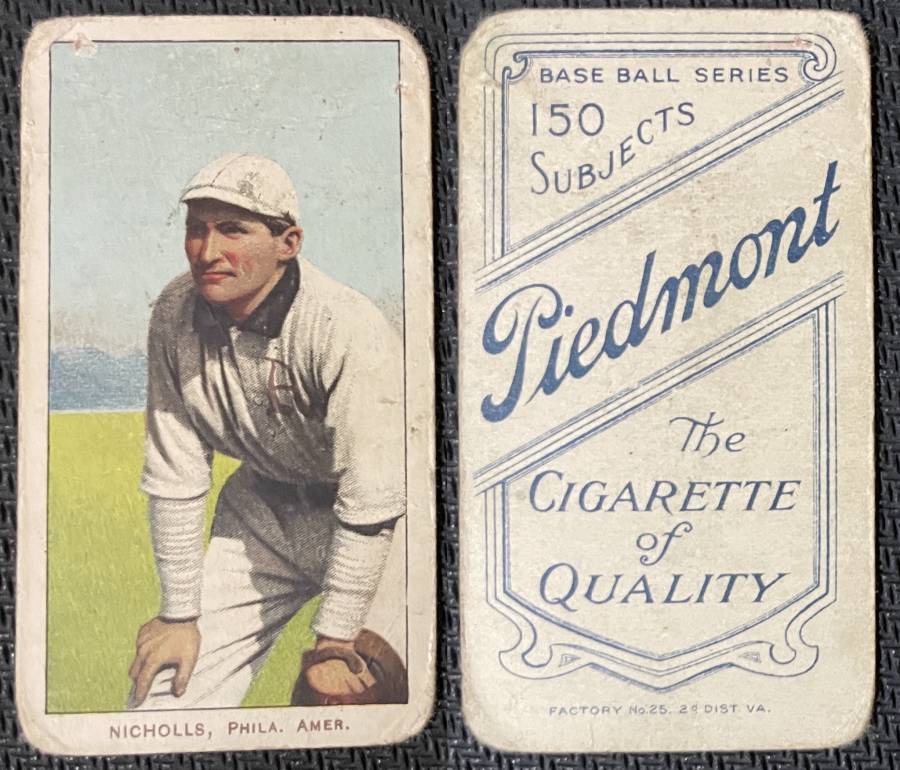 A
NICHOLLS, PHILA. AMER.
BASE BALL SERIES
150
SUBJECTS
Piedmont
The
CIGARETTE
of
QUALITY
FACTORY No. 25. 2d DIST. VA.